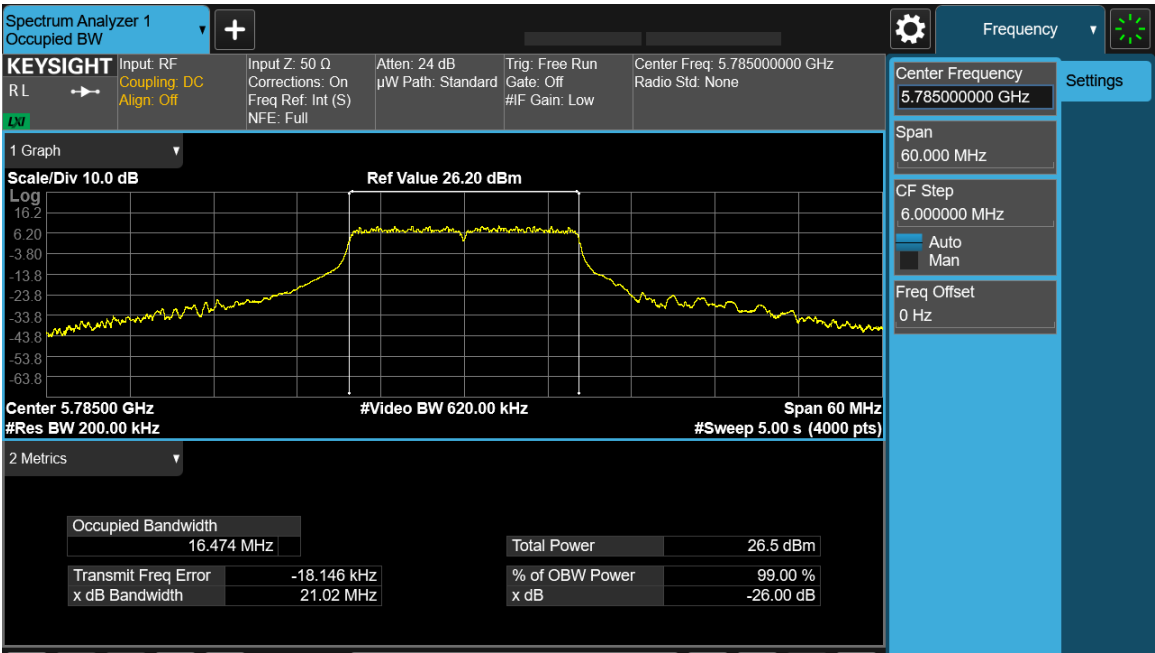 Spectrum Analyzer 1
Occupied BW
▼
+
Frequency ▼
KEYSIGHT
RL
LXI
Input: RF
Coupling: DC
Align: Off
Input Z: 50 Ω
Corrections: On
Freq Ref: Int (S)
NFE: Full
Atten: 24 dB
µW Path: Standard
Trig: Free Run
Gate: Off
#IF Gain: Low
Center Freq: 5.785000000 GHz
Radio Std: None
Center Frequency
5.785000000 GHz
Settings
Span
60.000 MHz
CF Step
6.000000 MHz
Auto
Man
Freq Offset
0 Hz
1 Graph ▼
Scale/Div 10.0 dB
Ref Value 26.20 dBm
Log
16.2
6.20
-3.80
-13.8
-23.8
-33.8
-43.8
-53.8
-63.8
Center 5.78500 GHz
#Video BW 620.00 kHz
Span 60 MHz
#Res BW 200.00 kHz
#Sweep 5.00 s (4000 pts)
2 Metrics ▼
Occupied Bandwidth
16.474 MHz
Total Power 26.5 dBm
Transmit Freq Error -18.146 kHz
% of OBW Power 99.00 %
x dB Bandwidth 21.02 MHz
x dB -26.00 dB